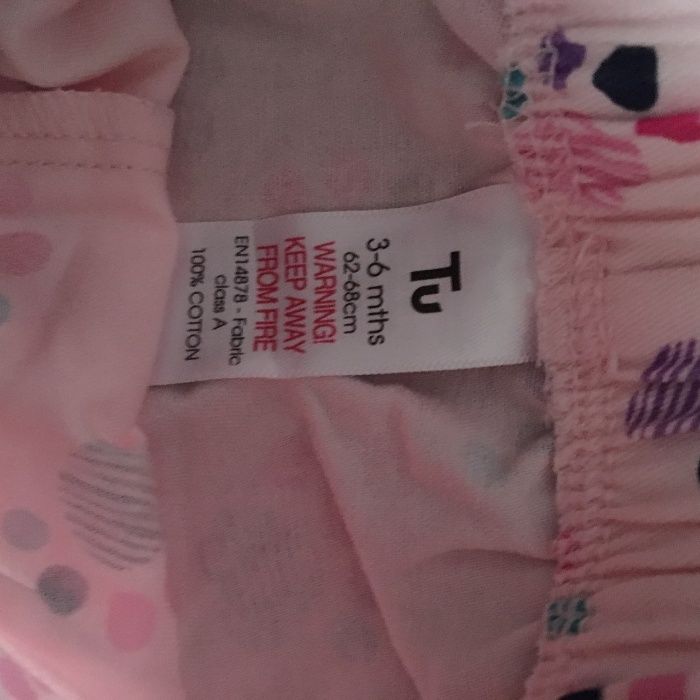 Tu
3-6 mths
62-68cm
WARNING!
KEEP AWAY
FROM FIRE
EN14878 - Fabric
class A
100% COTTON